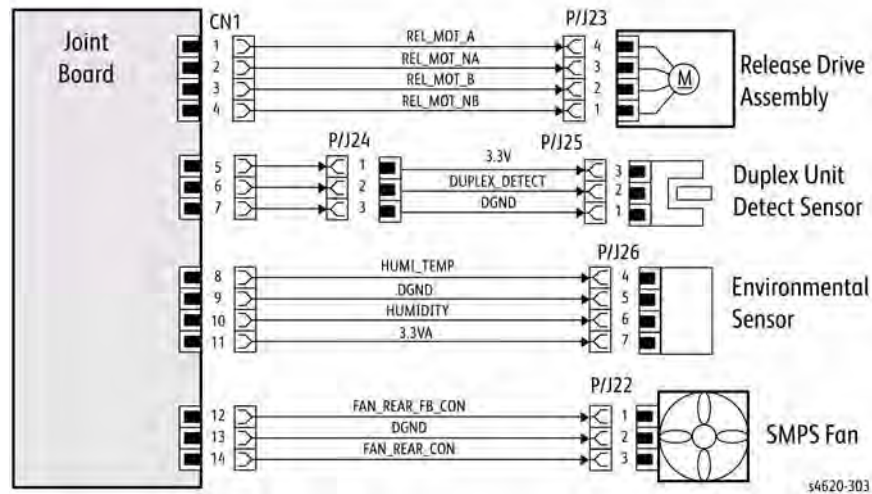 CN1 P/J23
Joint Board
1 REL_MOT_A 4
2 REL_MOT_NA 3
3 REL_MOT_B 2
4 REL_MOT_NB 1
M
Release Drive
Assembly
P/J24 P/J25
5 1 3.3V 3
6 2 DUPLEX_DETECT 2
7 3 DGND 1
Duplex Unit
Detect Sensor
P/J26
8 HUMI_TEMP 4
9 DGND 5
10 HUMIDITY 6
11 3.3VA 7
Environmental
Sensor
P/J22
12 FAN_REAR_FB_CON 1
13 DGND 2
14 FAN_REAR_CON 3
SMPS Fan
s4620-303